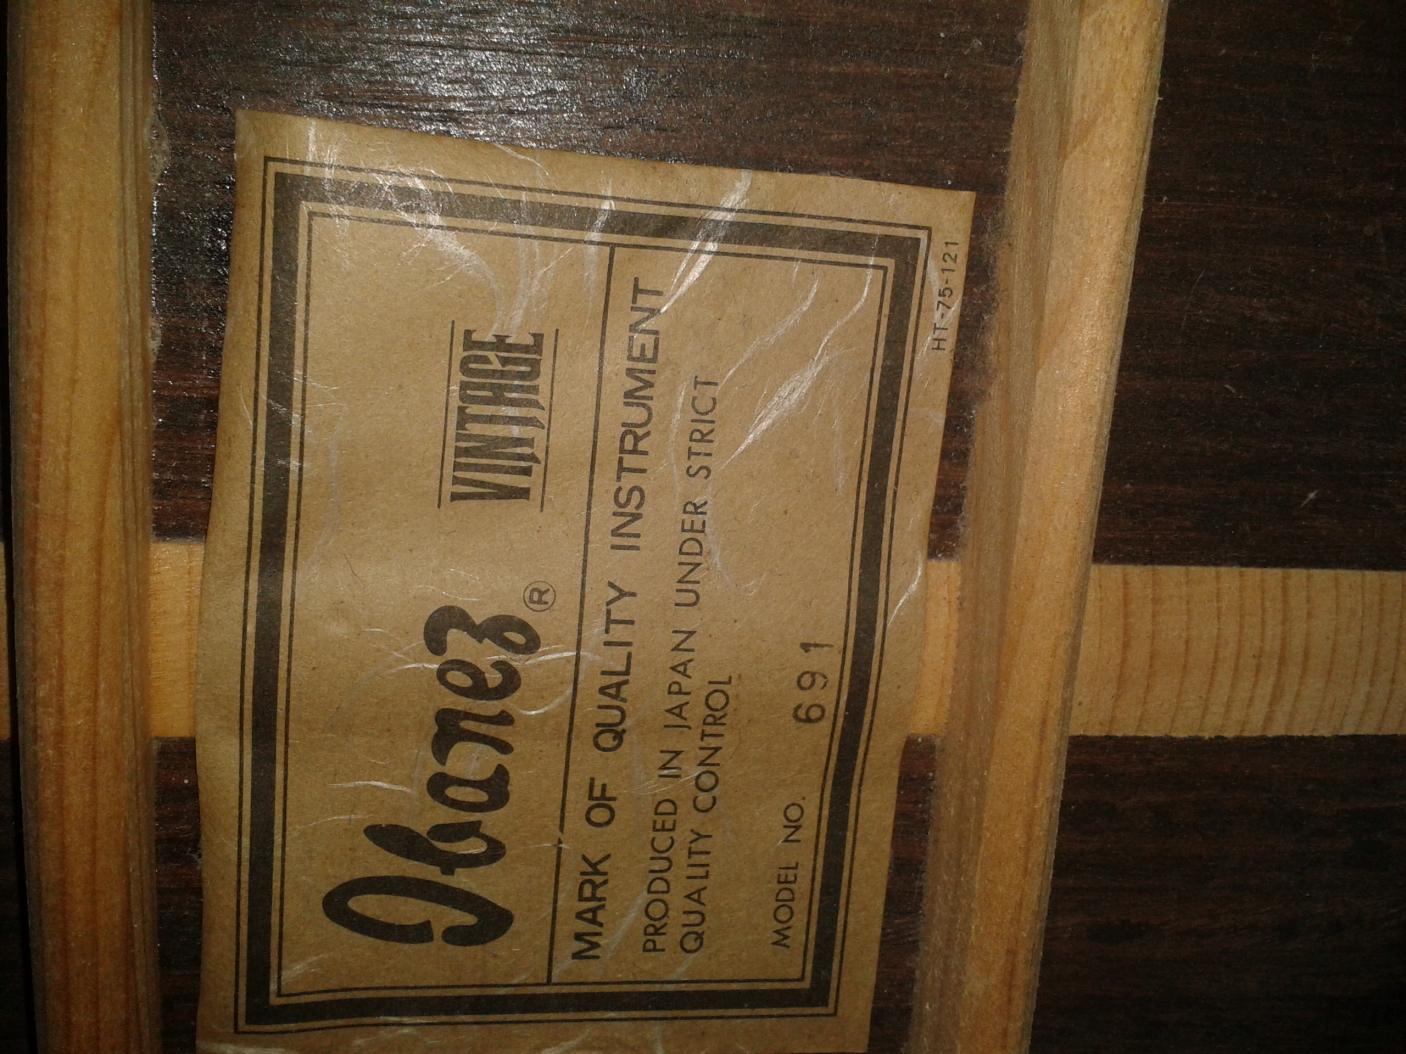 Ibanez ® VINTAGE
MARK OF QUALITY INSTRUMENT
PRODUCED IN JAPAN UNDER STRICT
QUALITY CONTROL
MODEL NO. 691
HT-75-121